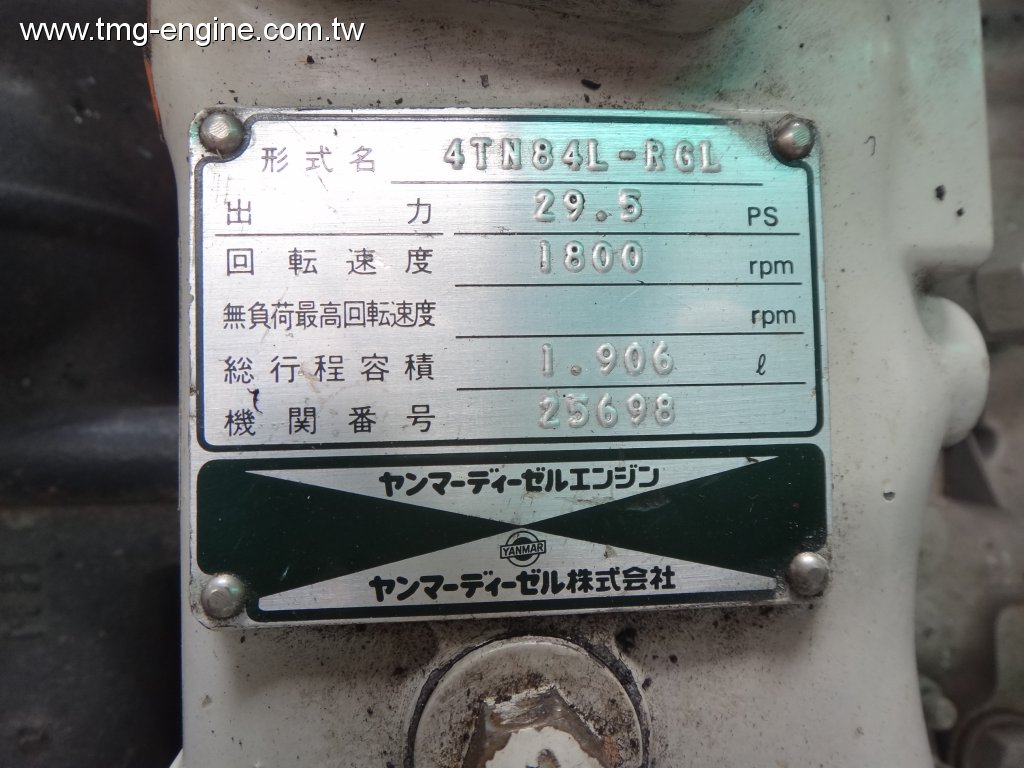 www.tmg-engine.com.tw
形式名 4TN84L-RGL
出力 29.5 PS
回転速度 1800 rpm
無負荷最高回転速度 rpm
総行程容積 1.906 ℓ
機関番号 25698
ヤンマーディーゼルエンジン
YANMAR
ヤンマーディーゼル株式会社